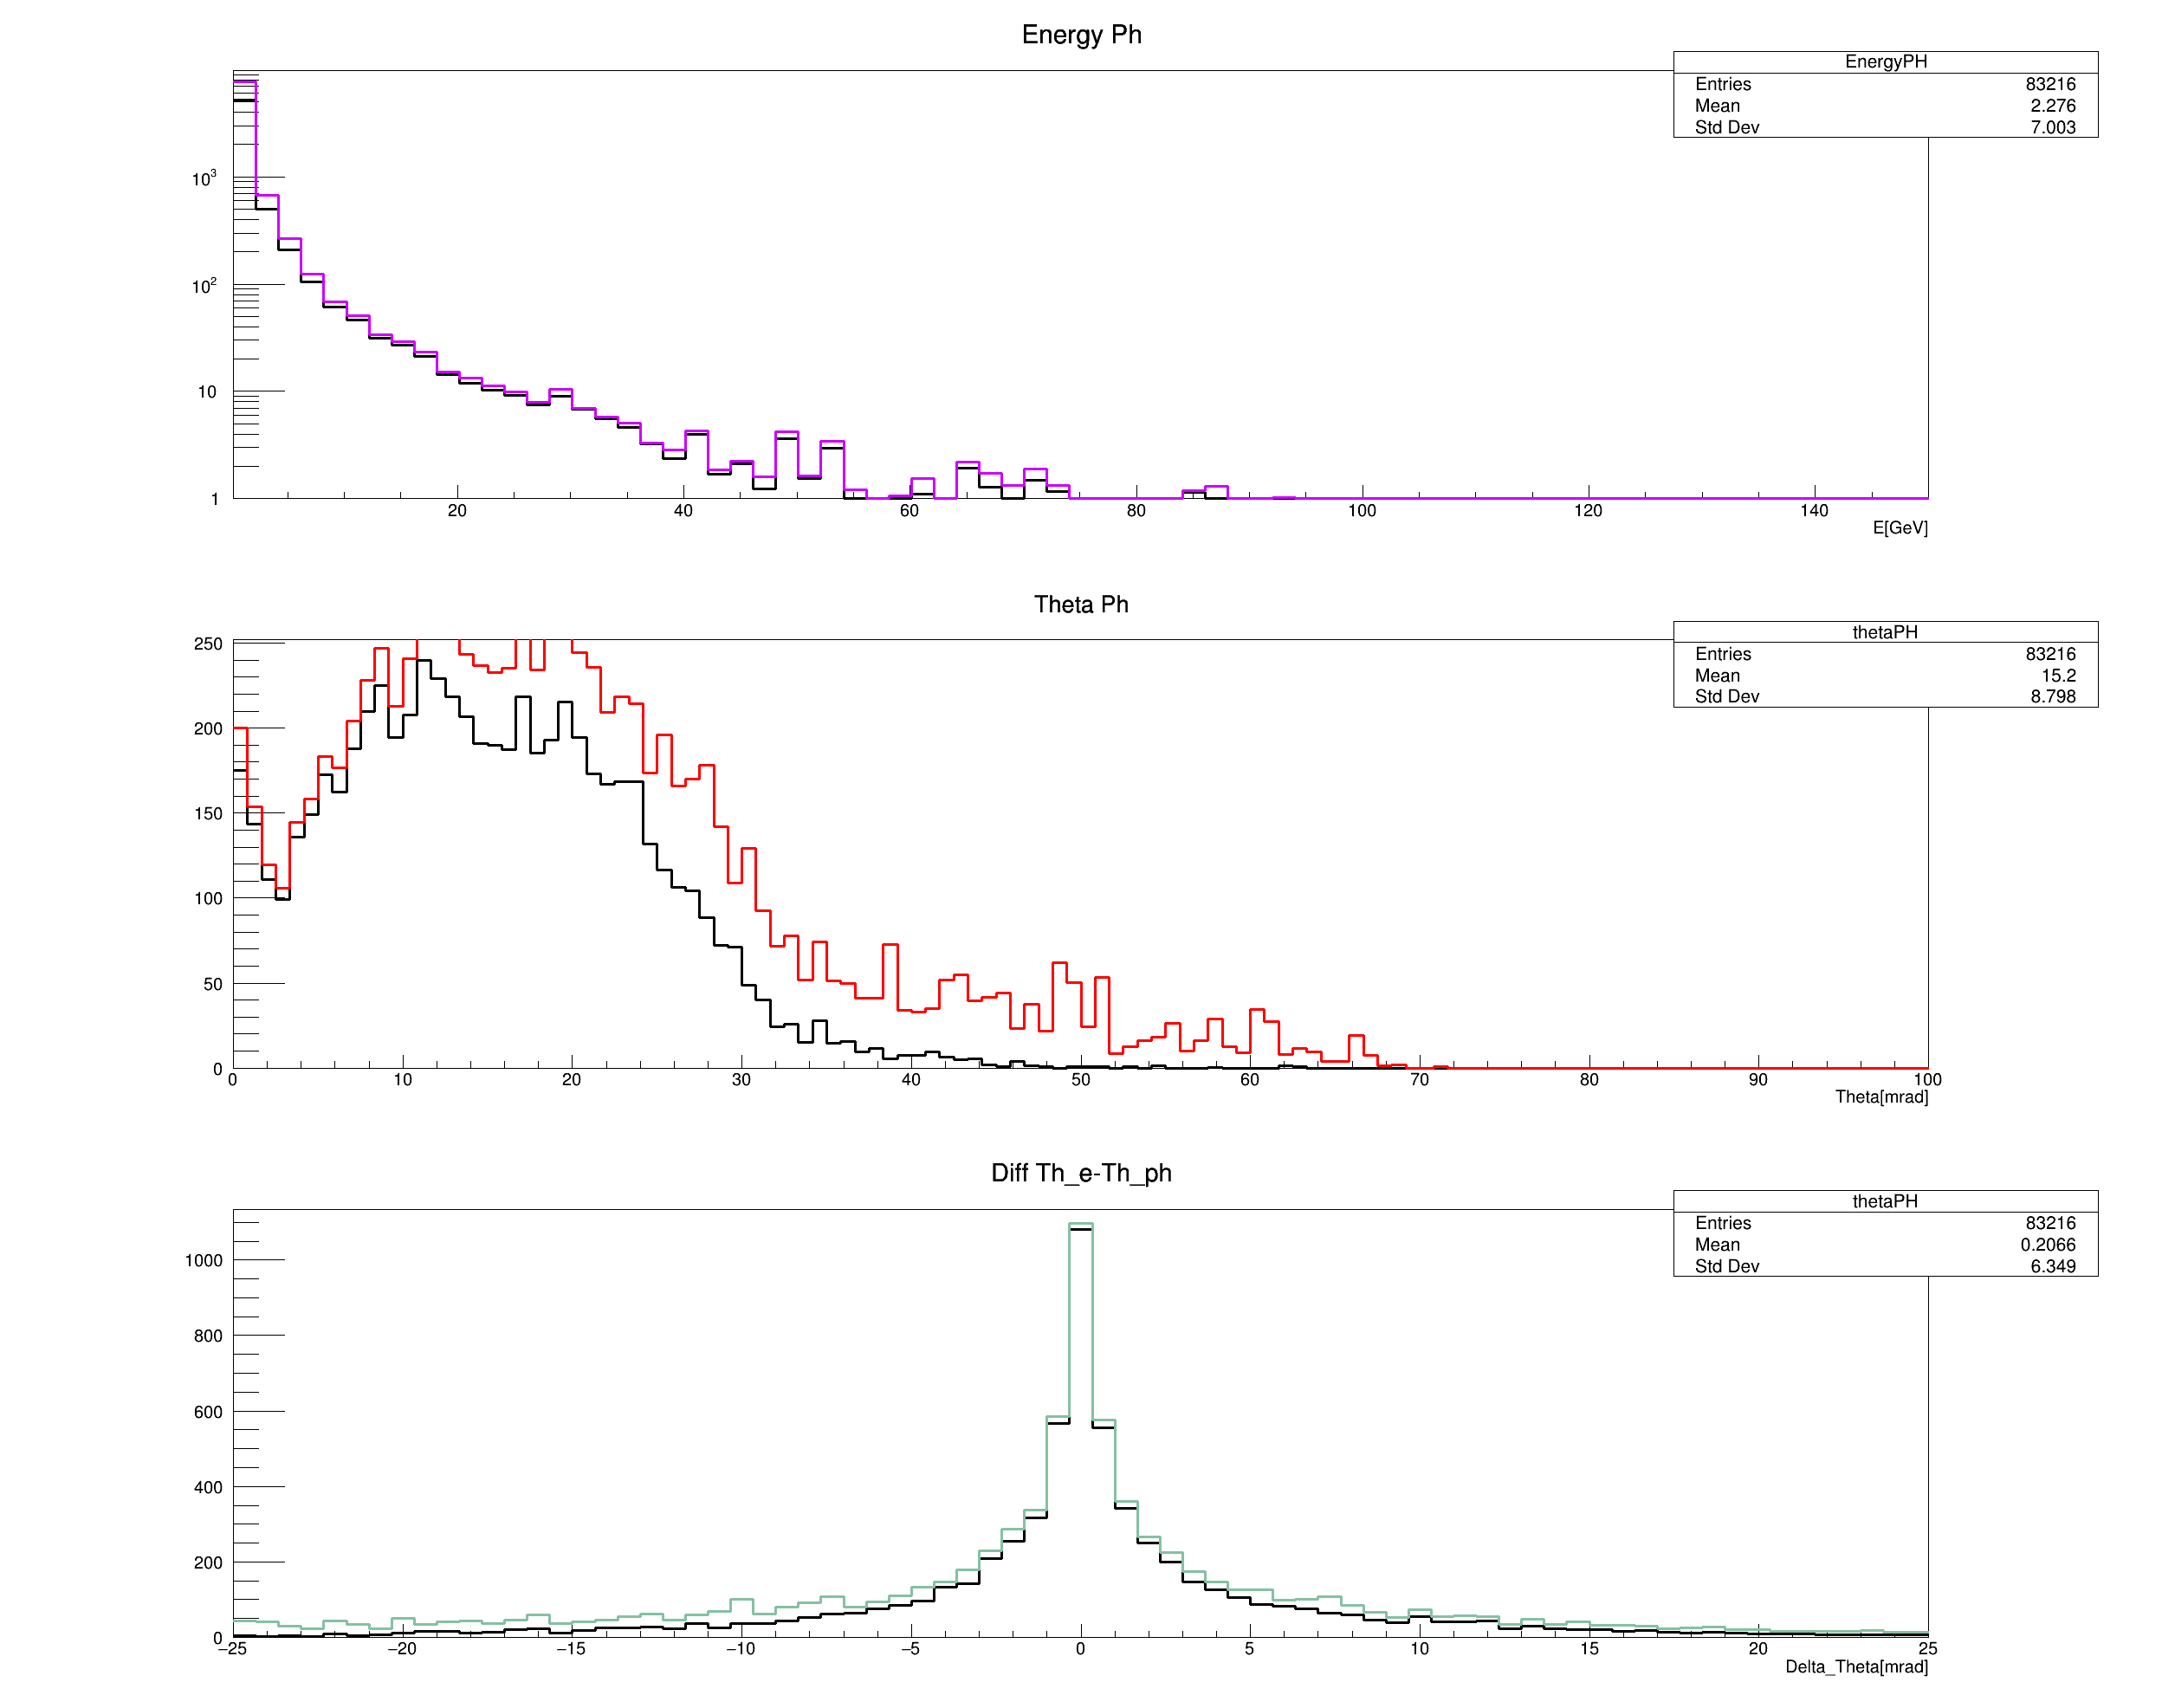 Energy Ph
EnergyPH
Entries 83216
Mean 2.276
Std Dev 7.003
10³
10²
10
1
20 40 60 80 100 120 140
E[GeV]
Theta Ph
thetaPH
Entries 83216
Mean 15.2
Std Dev 8.798
250
200
150
100
50
0
0 10 20 30 40 50 60 70 80 90 100
Theta[mrad]
Diff Th_e-Th_ph
thetaPH
Entries 83216
Mean 0.2066
Std Dev 6.349
1000
800
600
400
200
0
−25 −20 −15 −10 −5 0 5 10 15 20 25
Delta_Theta[mrad]